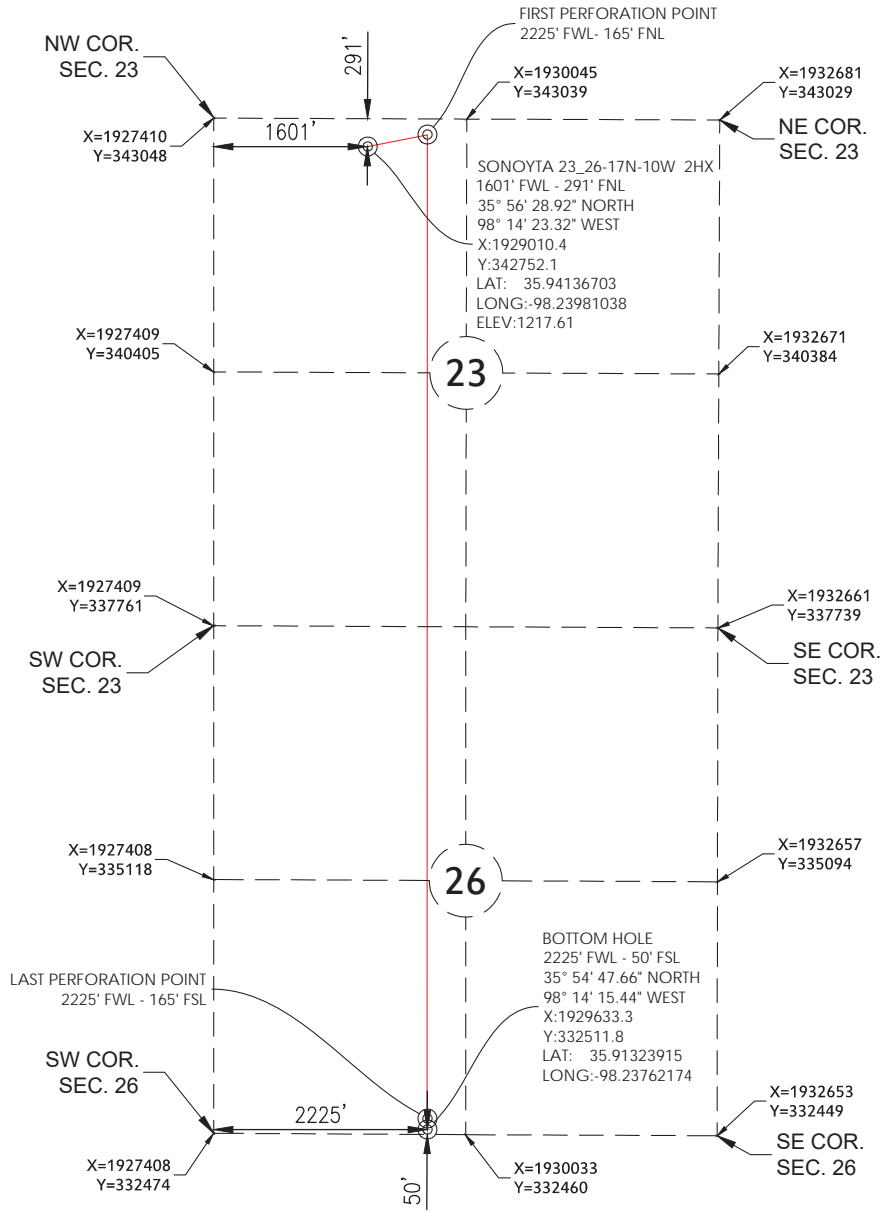 FIRST PERFORATION POINT
2225' FWL- 165' FNL
NW COR.
SEC. 23
291'
X=1930045
Y=343039
X=1932681
Y=343029
X=1927410
Y=343048
1601'
NE COR.
SEC. 23
SONOYTA 23_26-17N-10W 2HX
1601' FWL - 291' FNL
35° 56' 28.92" NORTH
98° 14' 23.32" WEST
X:1929010.4
Y:342752.1
LAT: 35.94136703
LONG:-98.23981038
ELEV:1217.61
X=1927409
Y=340405
X=1932671
Y=340384
23
X=1927409
Y=337761
X=1932661
Y=337739
SW COR.
SEC. 23
SE COR.
SEC. 23
X=1927408
Y=335118
X=1932657
Y=335094
26
BOTTOM HOLE
2225' FWL - 50' FSL
35° 54' 47.66" NORTH
98° 14' 15.44" WEST
X:1929633.3
Y:332511.8
LAT: 35.91323915
LONG:-98.23762174
LAST PERFORATION POINT
2225' FWL - 165' FSL
SW COR.
SEC. 26
2225'
X=1932653
Y=332449
SE COR.
SEC. 26
X=1927408
Y=332474
50'
X=1930033
Y=332460